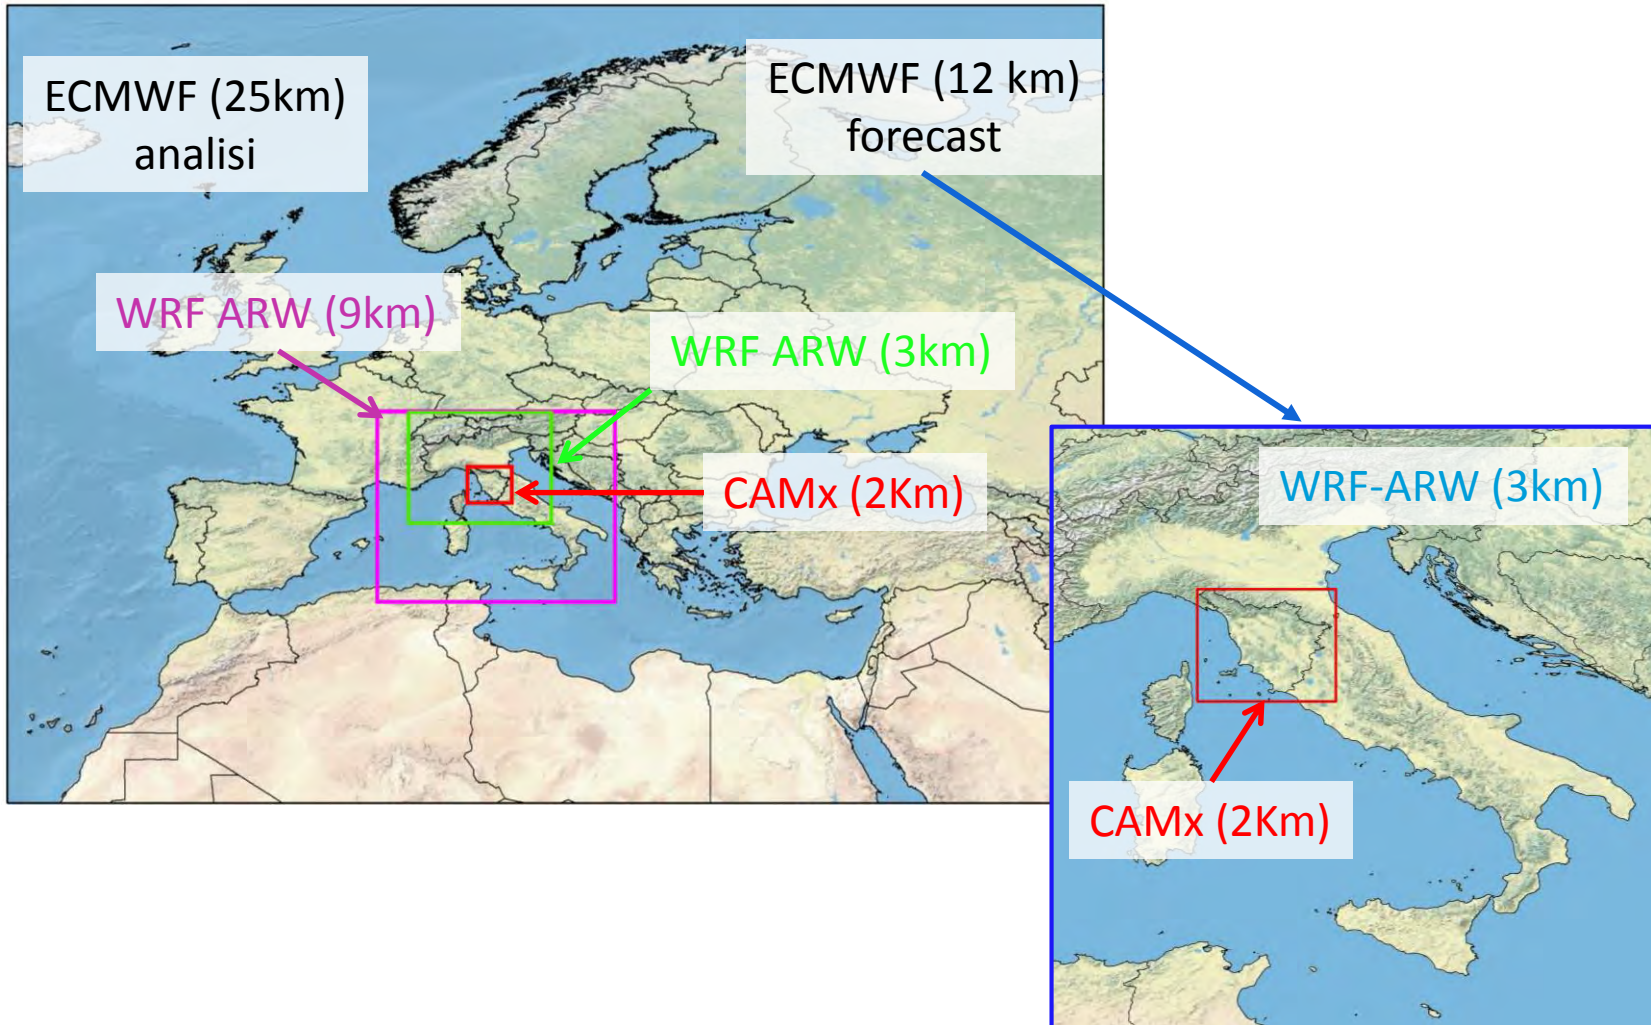 ECMWF (25km)
analisi
ECMWF (12 km)
forecast
WRF ARW (9km)
WRF ARW (3km)
CAMx (2Km)
WRF-ARW (3km)
CAMx (2Km)